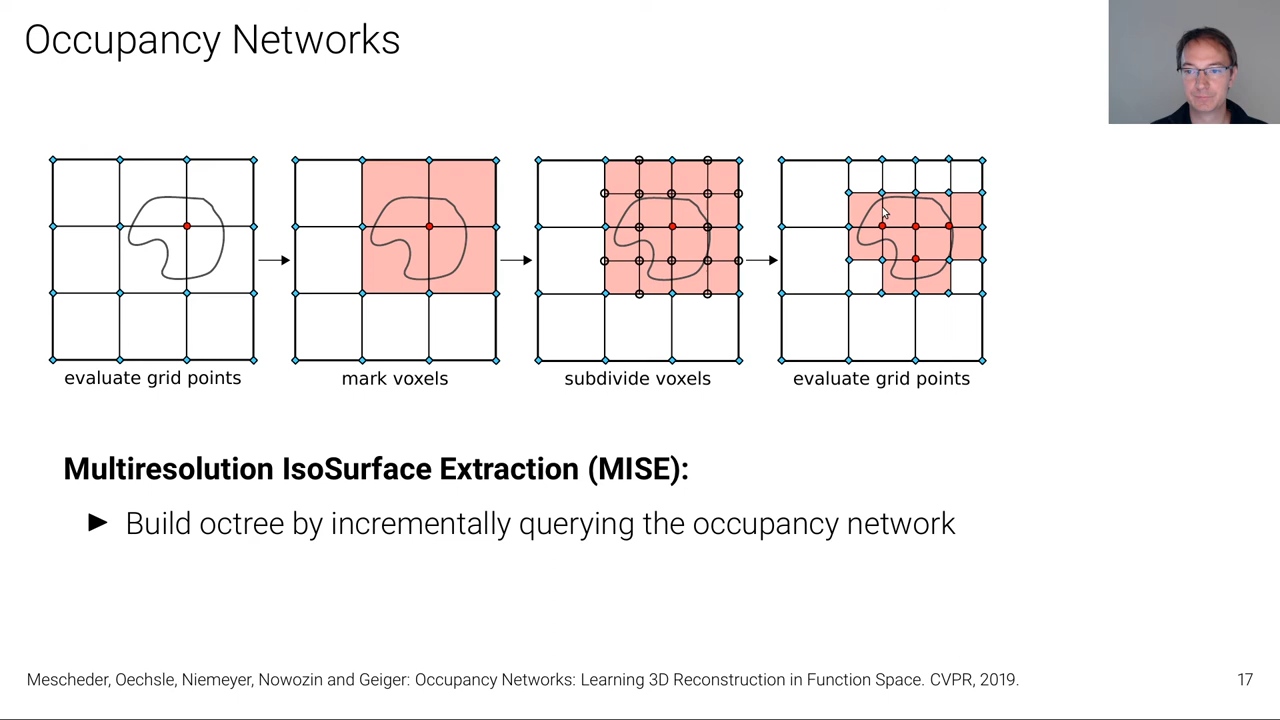 Occupancy Networks
evaluate grid points
mark voxels
subdivide voxels
evaluate grid points
Multiresolution IsoSurface Extraction (MISE):
► Build octree by incrementally querying the occupancy network
Mescheder, Oechsle, Niemeyer, Nowozin and Geiger: Occupancy Networks: Learning 3D Reconstruction in Function Space. CVPR, 2019.
17